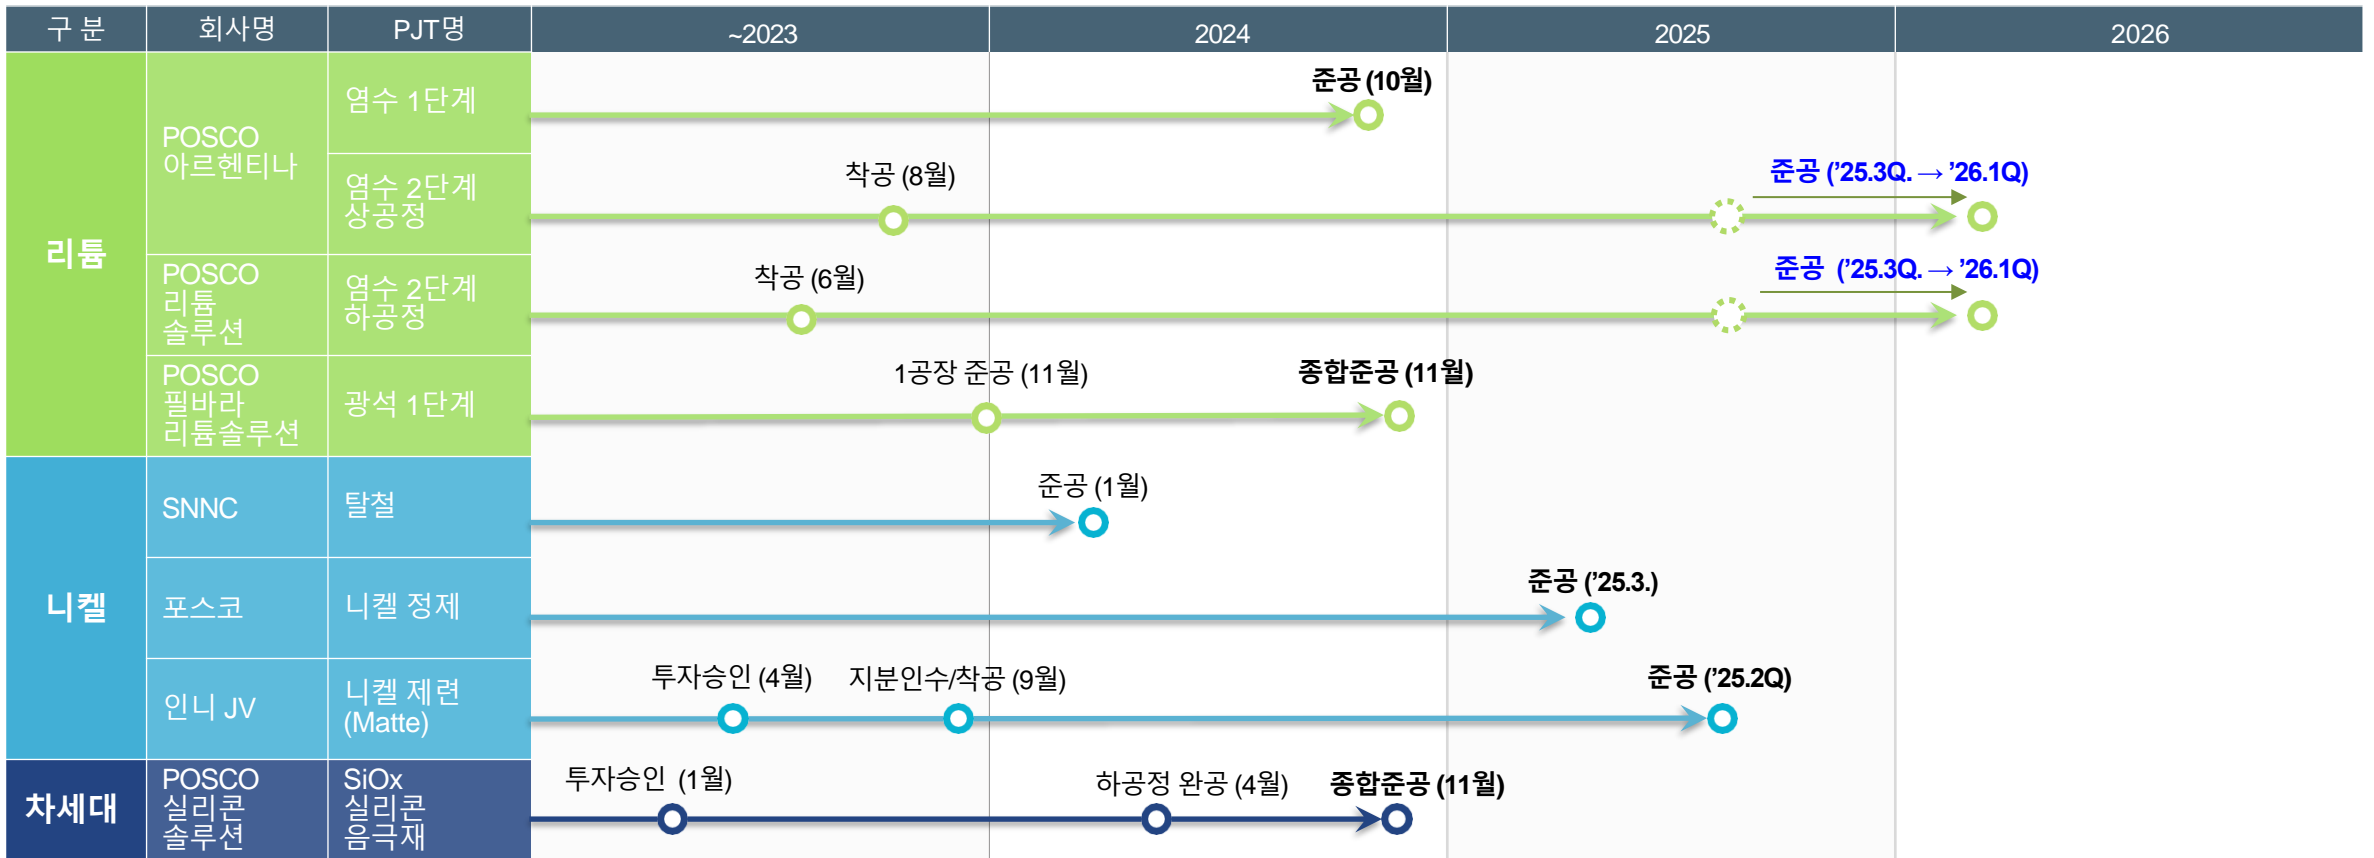 구 분 회사명 PJT명 ~2023 2024 2025 2026
리튬
POSCO
아르헨티나
염수 1단계
준공 (10월)
염수 2단계
상공정
착공 (8월)
준공 (’25.3Q. → ’26.1Q)
POSCO
리튬
솔루션
염수 2단계
하공정
착공 (6월)
준공 (’25.3Q. → ’26.1Q)
POSCO
필바라
리튬솔루션
광석 1단계
1공장 준공 (11월)
종합준공 (11월)
니켈
SNNC
탈철
준공 (1월)
포스코
니켈 정제
준공 (’25.3.)
인니 JV
니켈 제련
(Matte)
투자승인 (4월)
지분인수/착공 (9월)
준공 (’25.2Q)
차세대
POSCO
실리콘
솔루션
SiOx
실리콘
음극재
투자승인 (1월)
하공정 완공 (4월)
종합준공 (11월)